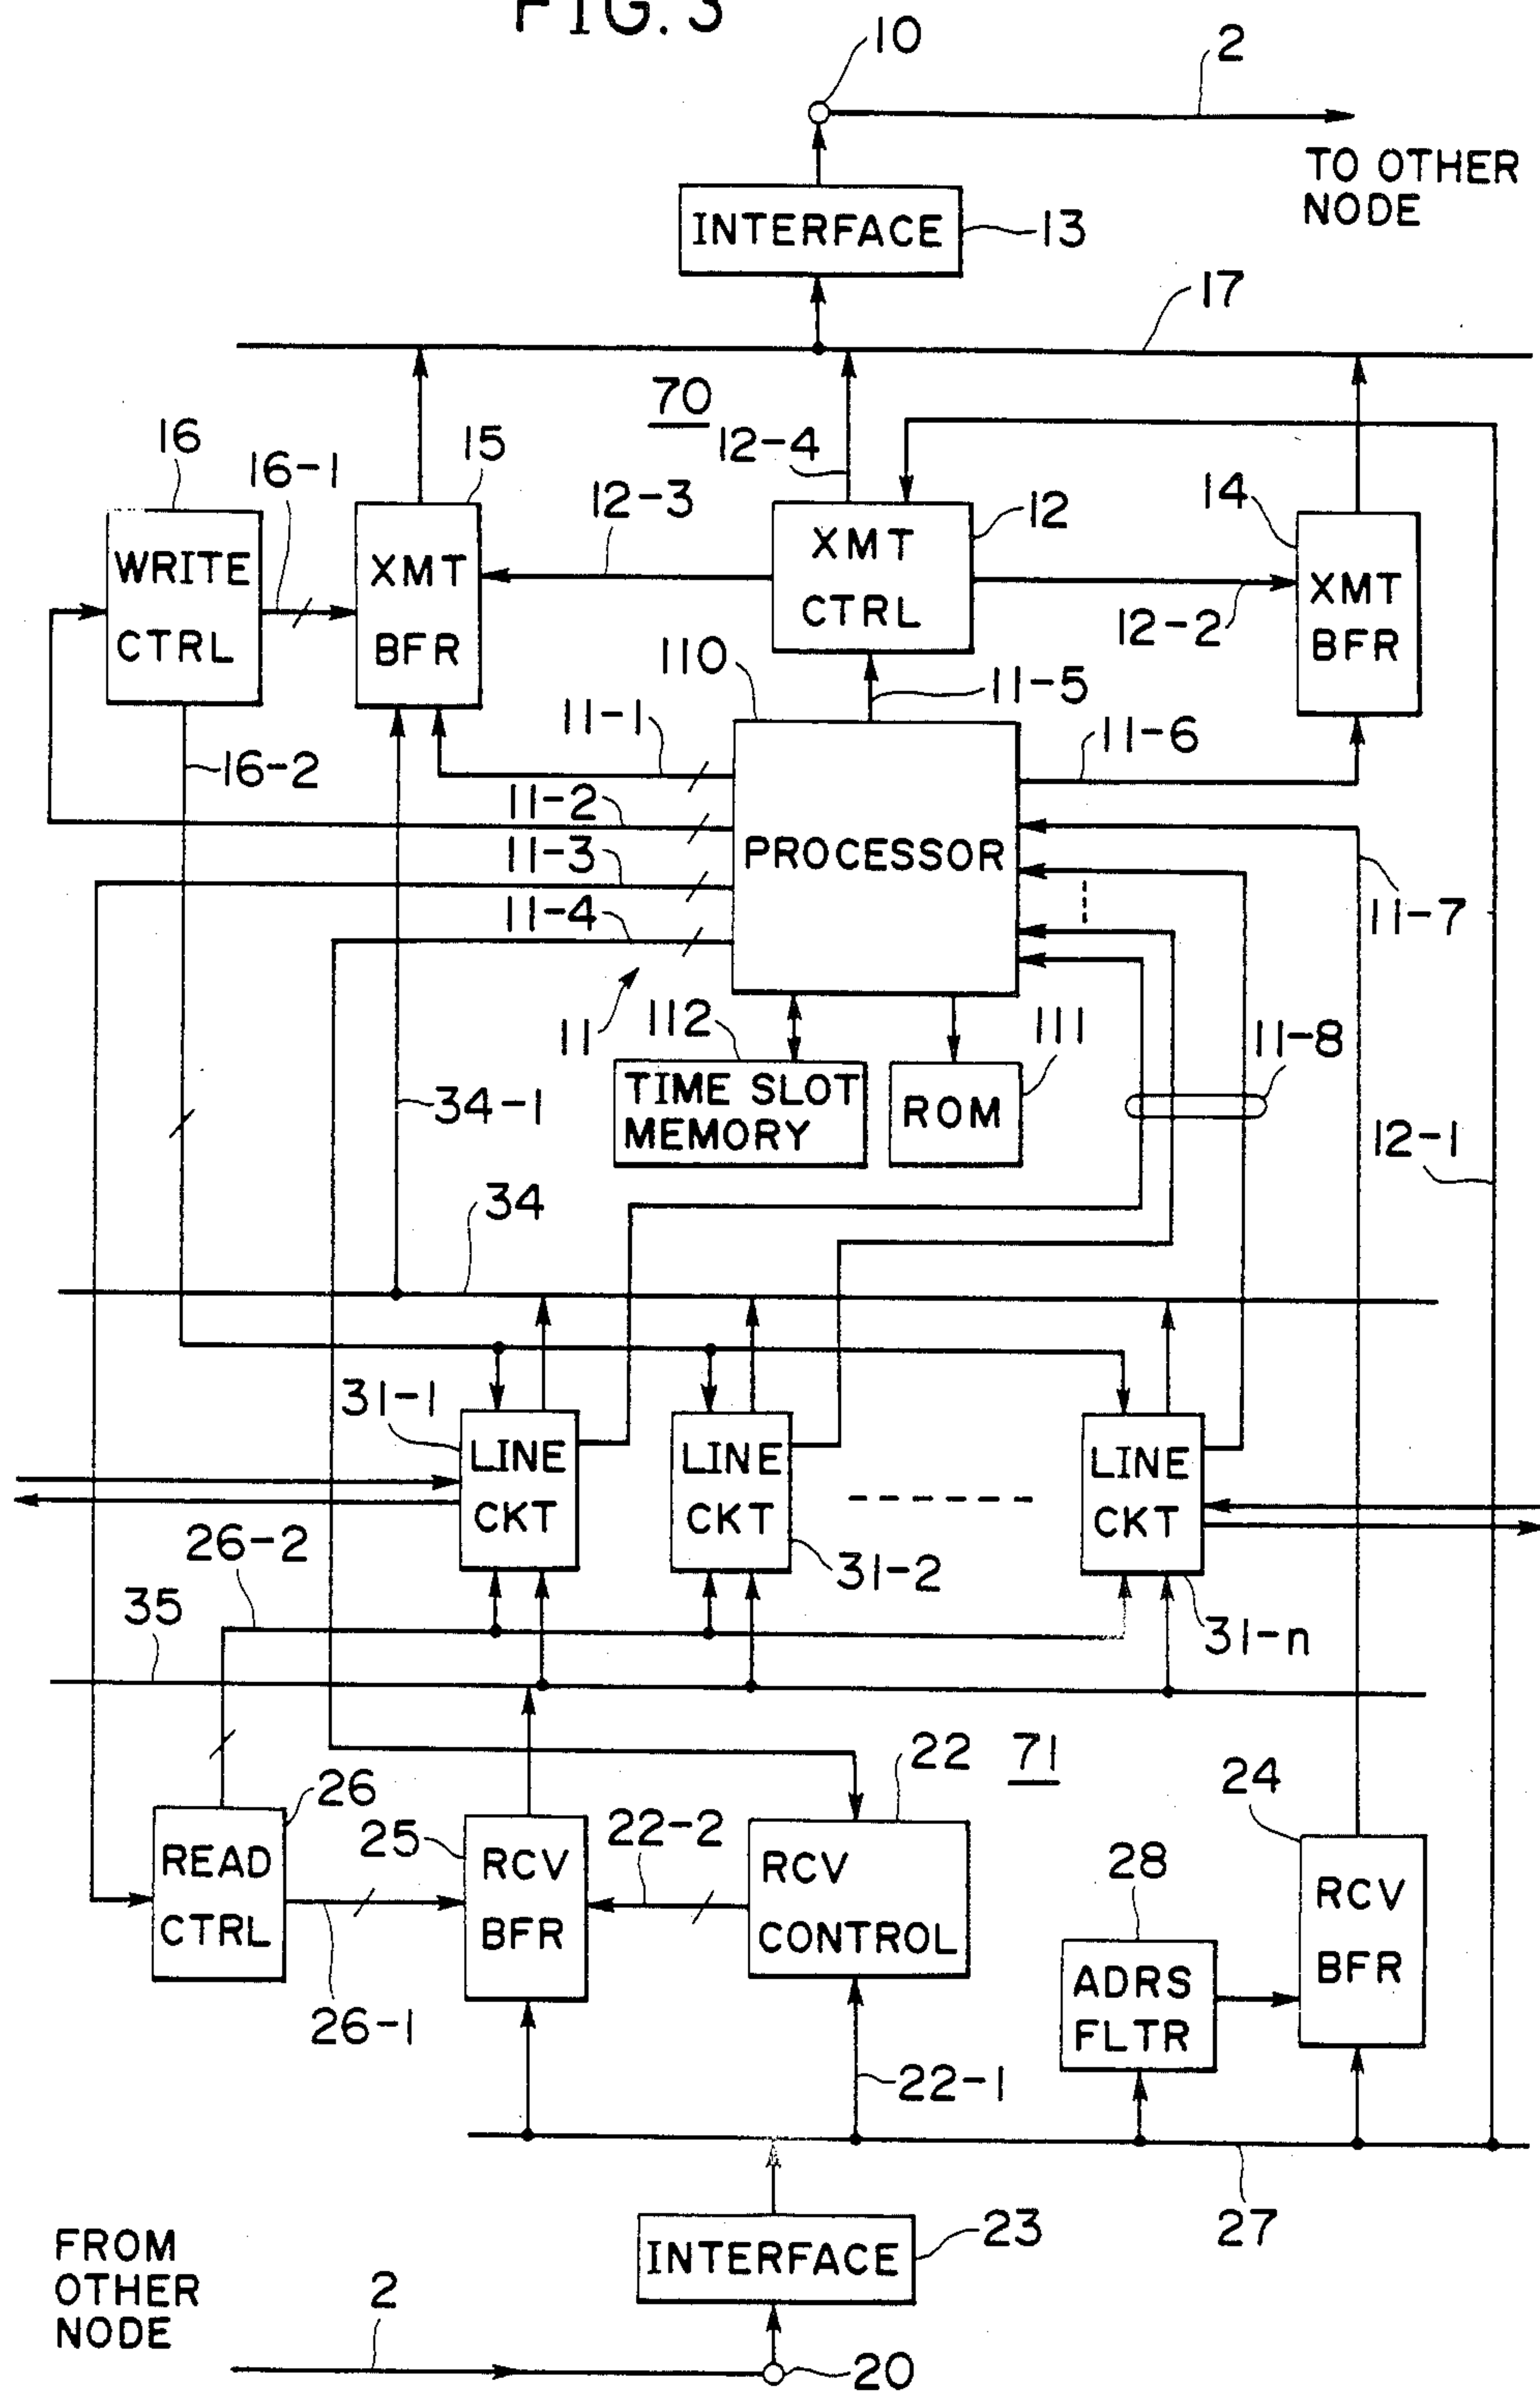 FIG. 3
10
2
TO OTHER
NODE
INTERFACE
13
17
70
16
16-1
15
12-4
12-3
12
14
WRITE
CTRL
XMT
BFR
XMT
CTRL
12-2
XMT
BFR
110
11-5
11-1
11-6
16-2
11-2
PROCESSOR
11-3
11-4
11-7
11
112
111
11-8
TIME SLOT
MEMORY
ROM
34-1
12-1
34
31-1
LINE
CKT
LINE
CKT
LINE
CKT
26-2
31-2
35
31-n
22
71
26
24
25
22-2
READ
CTRL
RCV
BFR
RCV
CONTROL
28
RCV
BFR
ADRS
FLTR
26-1
22-1
27
23
INTERFACE
FROM
OTHER
NODE
2
20